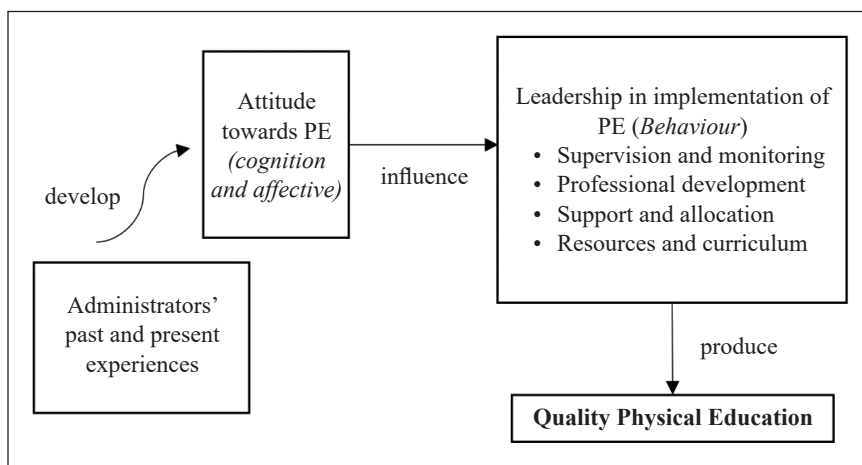 Administrators’
past and present
experiences
develop
Attitude
towards PE
(cognition
and affective)
influence
Leadership in implementation of
PE (Behaviour)
• Supervision and monitoring
• Professional development
• Support and allocation
• Resources and curriculum
produce
Quality Physical Education